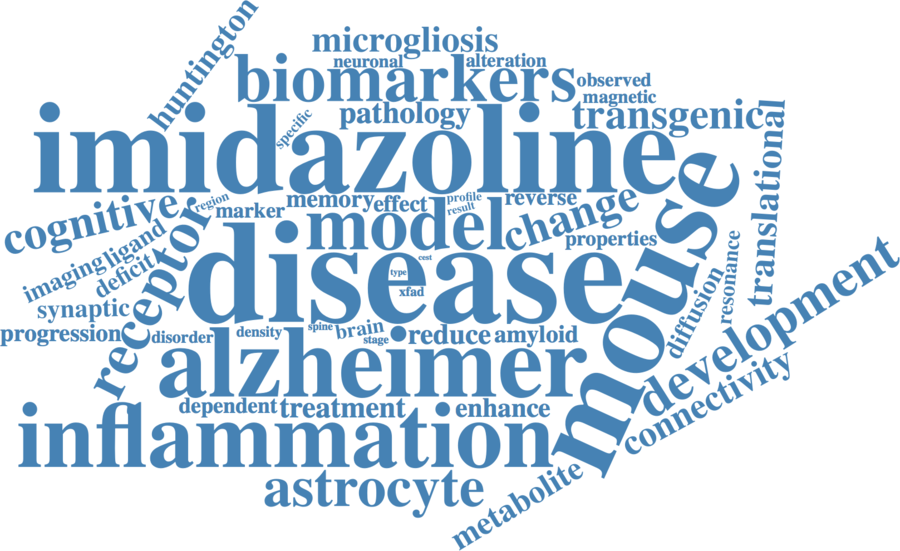 huntington
microgliosis
neuronal
alteration
biomarkers
observed
magnetic
specific
pathology
transgenic
imidazoline
translational
cognitive
region
marker
memory
effect
profile
result
reverse
change
model
properties
mouse
receptor
imaging
ligand
deficit
disease
cest
type
xfad
synaptic
resonance
diffusion
development
progression
disorder
density
spine
brain
stage
reduce
amyloid
alzheimer
connectivity
dependent
treatment
enhance
inflammation
astrocyte
metabolite